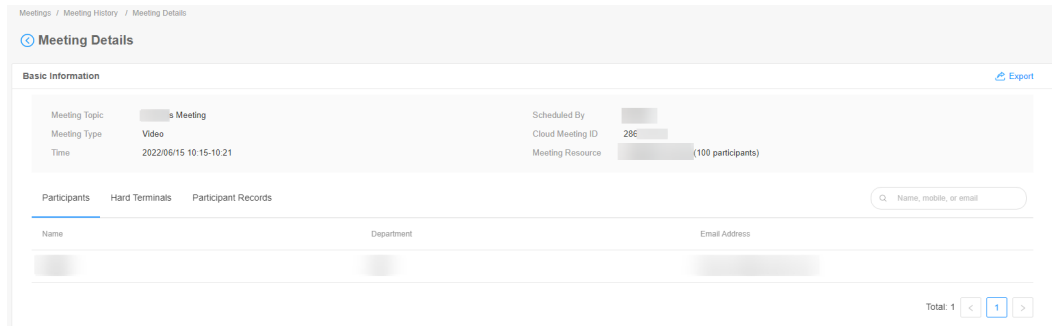 Meetings / Meeting History / Meeting Details
Meeting Details
Basic Information Export
Meeting Topic s Meeting Scheduled By
Meeting Type Video Cloud Meeting ID 286
Time 2022/06/15 10:15-10:21 Meeting Resource (100 participants)
Participants Hard Terminals Participant Records Name, mobile, or email
Name Department Email Address
Total: 1 < 1 >